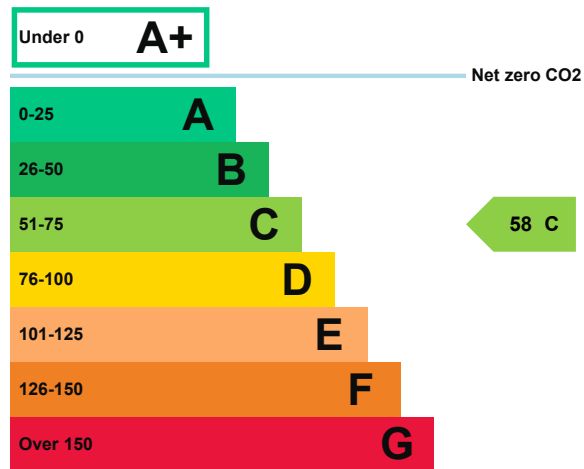 Under 0 A+
Net zero CO2
0-25 A
26-50 B
51-75 C
58 C
76-100 D
101-125 E
126-150 F
Over 150 G